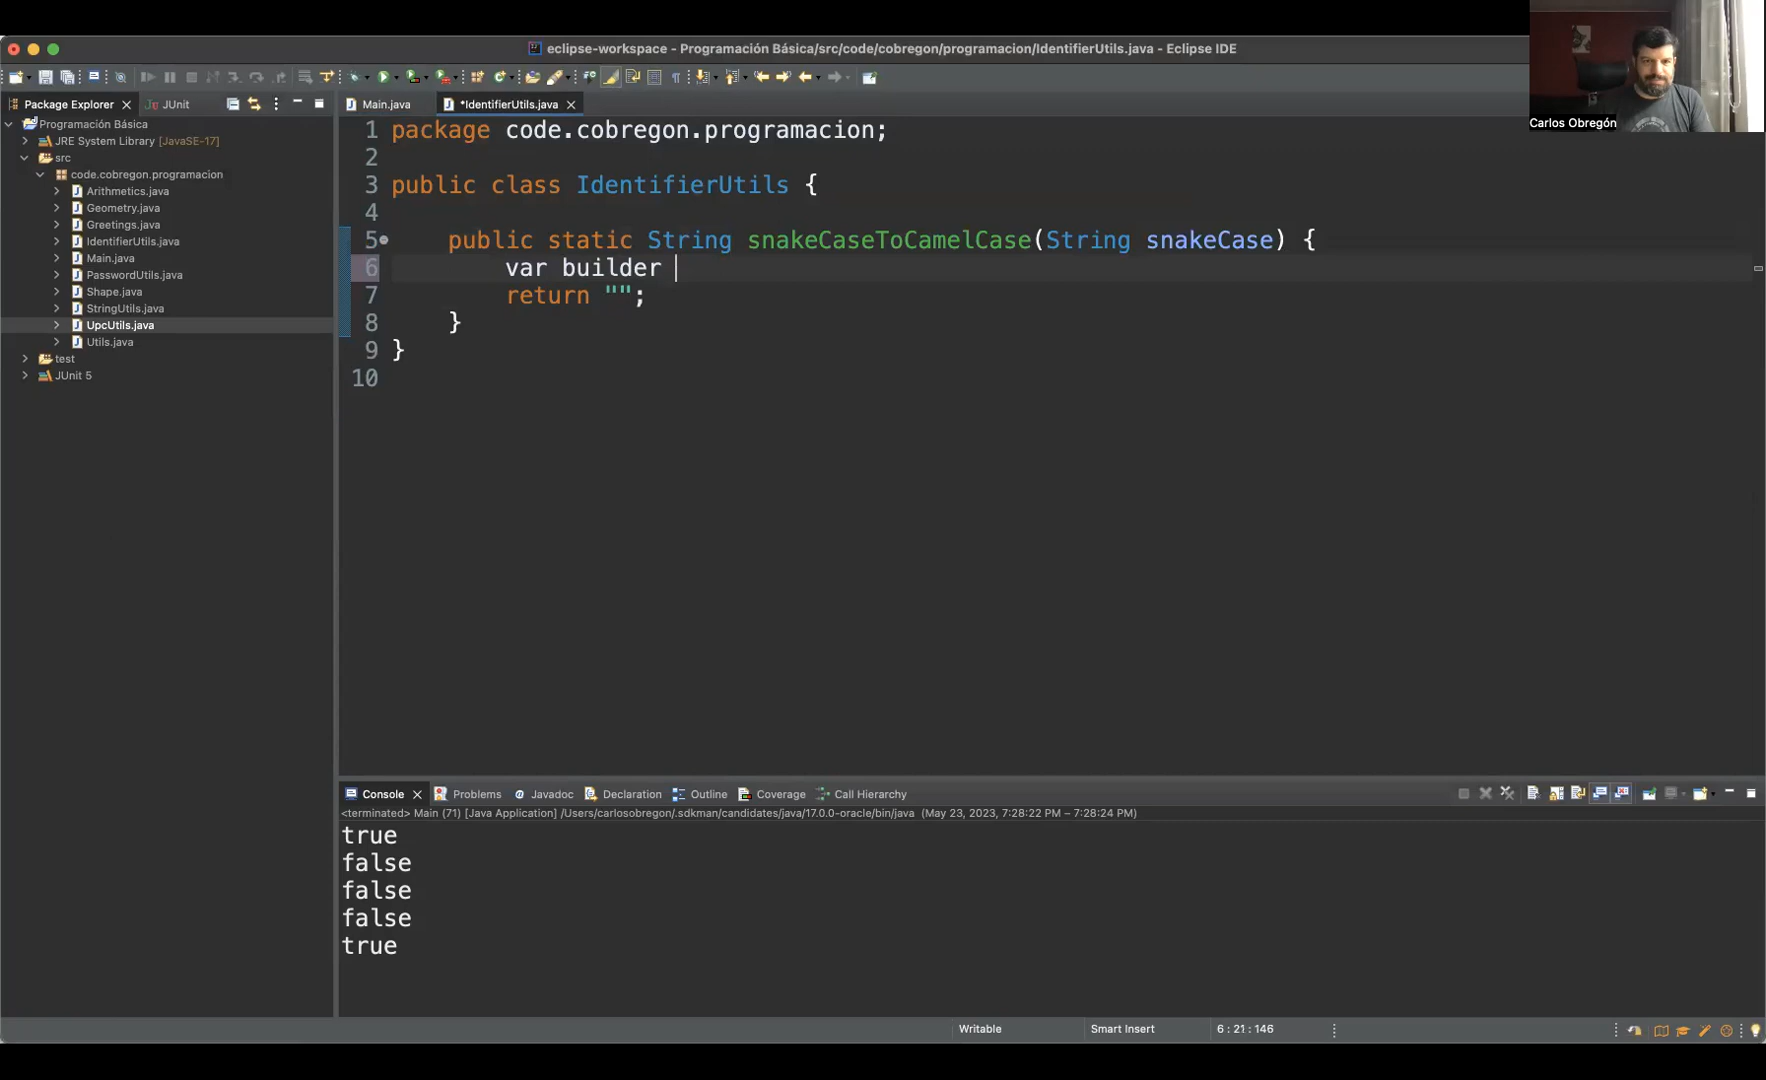 eclipse-workspace - Programación Básica/src/code/cobregon/programacion/IdentifierUtils.java - Eclipse IDE
Carlos Obregón
Package Explorer
JUnit
Programación Básica
JRE System Library [JavaSE-17]
src
code.cobregon.programacion
Arithmetics.java
Geometry.java
Greetings.java
IdentifierUtils.java
Main.java
PasswordUtils.java
Shape.java
StringUtils.java
UpcUtils.java
Utils.java
test
JUnit 5
Main.java
*IdentifierUtils.java
1 package code.cobregon.programacion;
2
3 public class IdentifierUtils {
4
5 public static String snakeCaseToCamelCase(String snakeCase) {
6 var builder
7 return "";
8 }
9 }
10
Console
Problems
Javadoc
Declaration
Outline
Coverage
Call Hierarchy
<terminated> Main (71) [Java Application] /Users/carlosobregon/.sdkman/candidates/java/17.0.0-oracle/bin/java (May 23, 2023, 7:28:22 PM – 7:28:24 PM)
true
false
false
false
true
Writable
Smart Insert
6 : 21 : 146